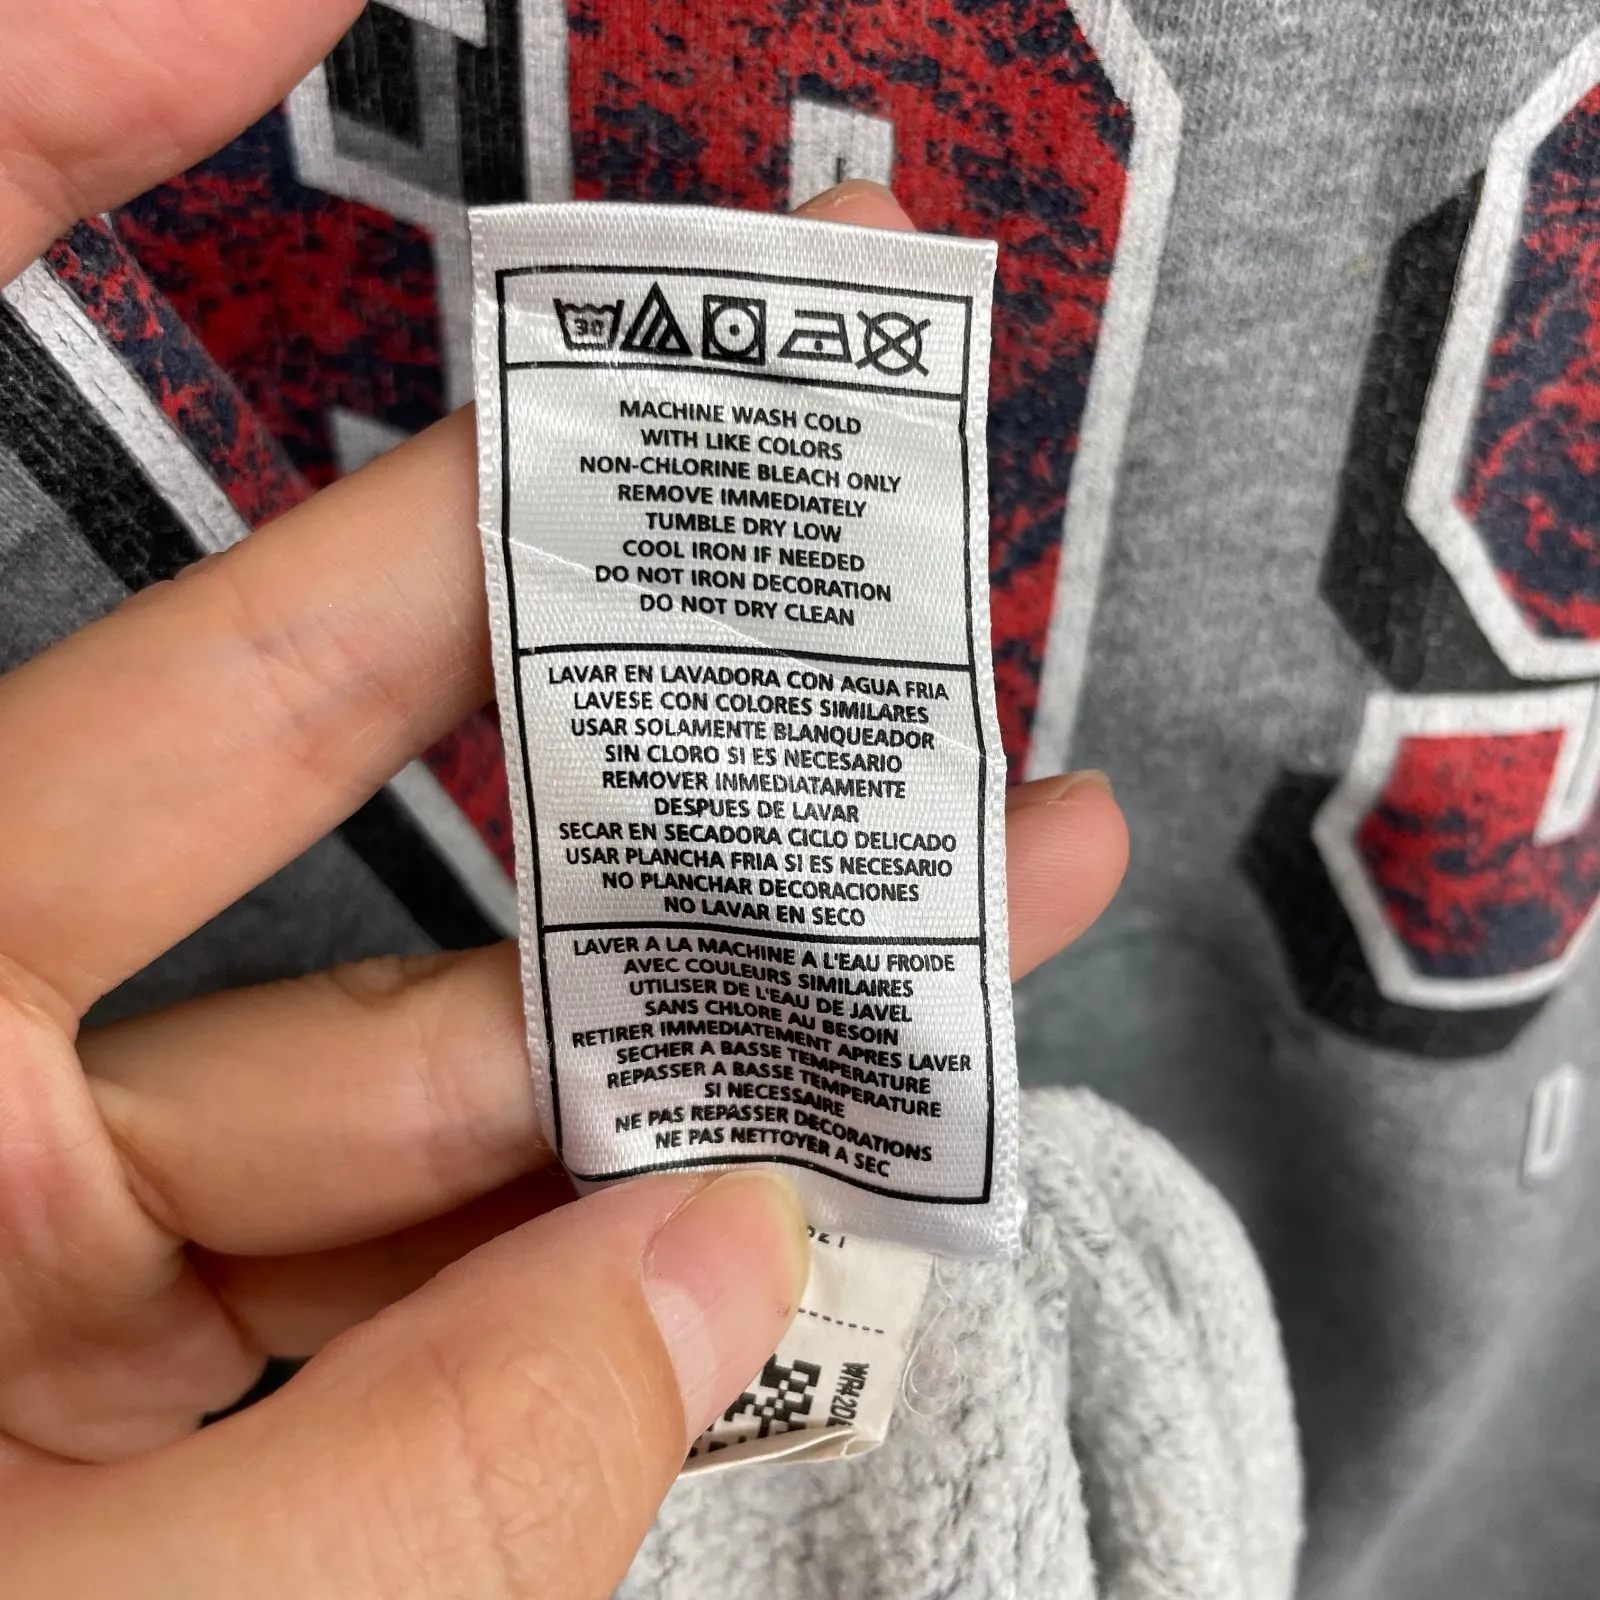 30
MACHINE WASH COLD
WITH LIKE COLORS
NON-CHLORINE BLEACH ONLY
REMOVE IMMEDIATELY
TUMBLE DRY LOW
COOL IRON IF NEEDED
DO NOT IRON DECORATION
DO NOT DRY CLEAN
LAVAR EN LAVADORA CON AGUA FRIA
LAVESE CON COLORES SIMILARES
USAR SOLAMENTE BLANQUEADOR
SIN CLORO SI ES NECESARIO
REMOVER INMEDIATAMENTE
DESPUES DE LAVAR
SECAR EN SECADORA CICLO DELICADO
USAR PLANCHA FRIA SI ES NECESARIO
NO PLANCHAR DECORACIONES
NO LAVAR EN SECO
LAVER A LA MACHINE A L'EAU FROIDE
AVEC COULEURS SIMILAIRES
UTILISER DE L'EAU DE JAVEL
SANS CHLORE AU BESOIN
RETIRER IMMEDIATEMENT APRES LAVER
SECHER A BASSE TEMPERATURE
REPASSER A BASSE TEMPERATURE
SI NECESSAIRE
NE PAS REPASSER DECORATIONS
NE PAS NETTOYER A SEC